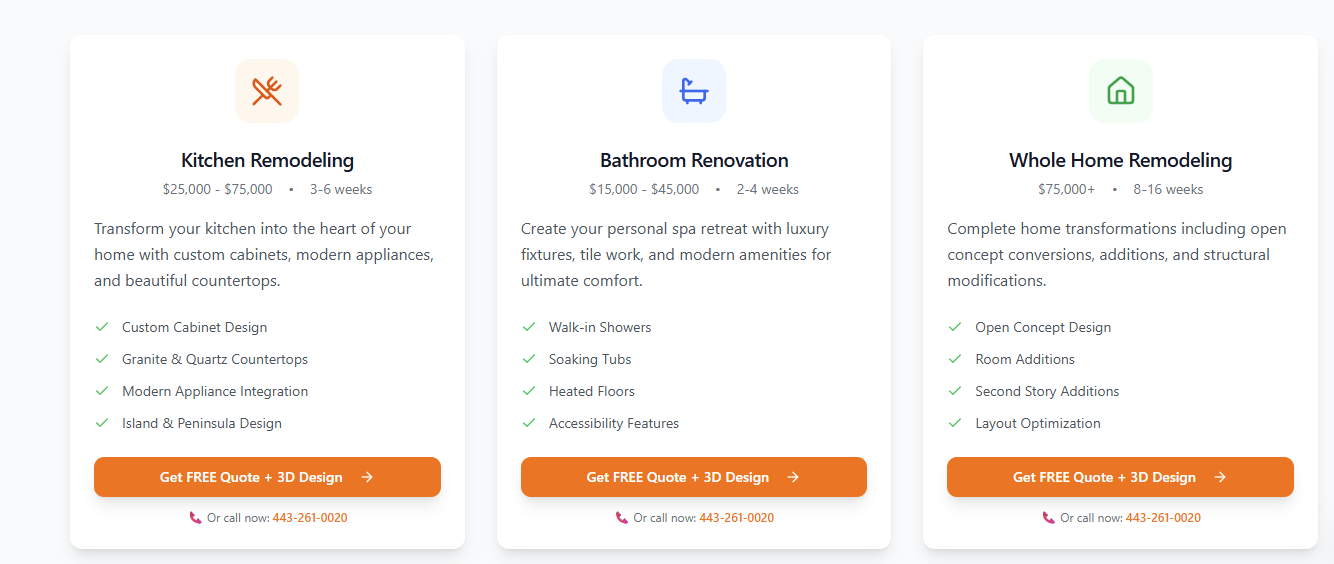 Kitchen Remodeling
$25,000 - $75,000 • 3-6 weeks
Transform your kitchen into the heart of your
home with custom cabinets, modern appliances,
and beautiful countertops.
Custom Cabinet Design
Granite & Quartz Countertops
Modern Appliance Integration
Island & Peninsula Design
Get FREE Quote + 3D Design
Or call now: 443-261-0020
Bathroom Renovation
$15,000 - $45,000 • 2-4 weeks
Create your personal spa retreat with luxury
fixtures, tile work, and modern amenities for
ultimate comfort.
Walk-in Showers
Soaking Tubs
Heated Floors
Accessibility Features
Get FREE Quote + 3D Design
Or call now: 443-261-0020
Whole Home Remodeling
$75,000+ • 8-16 weeks
Complete home transformations including open
concept conversions, additions, and structural
modifications.
Open Concept Design
Room Additions
Second Story Additions
Layout Optimization
Get FREE Quote + 3D Design
Or call now: 443-261-0020